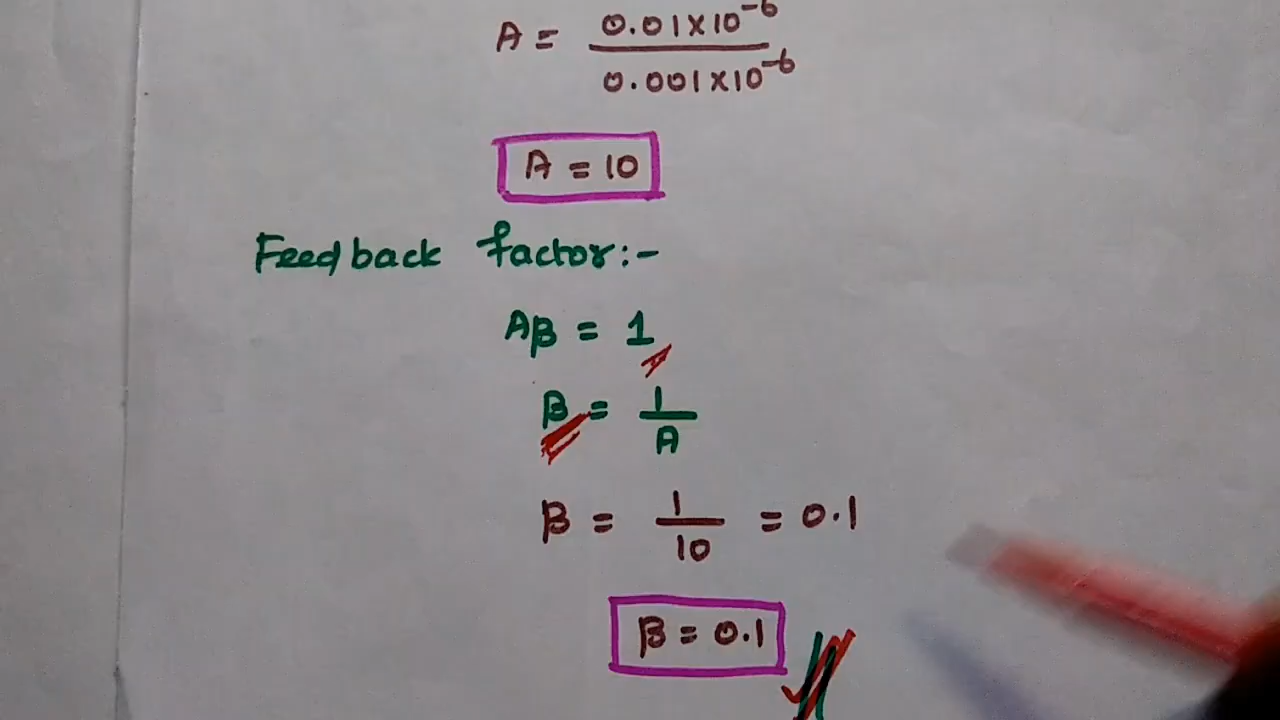 A = 0.01×10⁻⁶ / 0.001×10⁻⁶
A = 10
Feedback factor:-
Aβ = 1
β = 1 / A
β = 1 / 10 = 0.1
β = 0.1